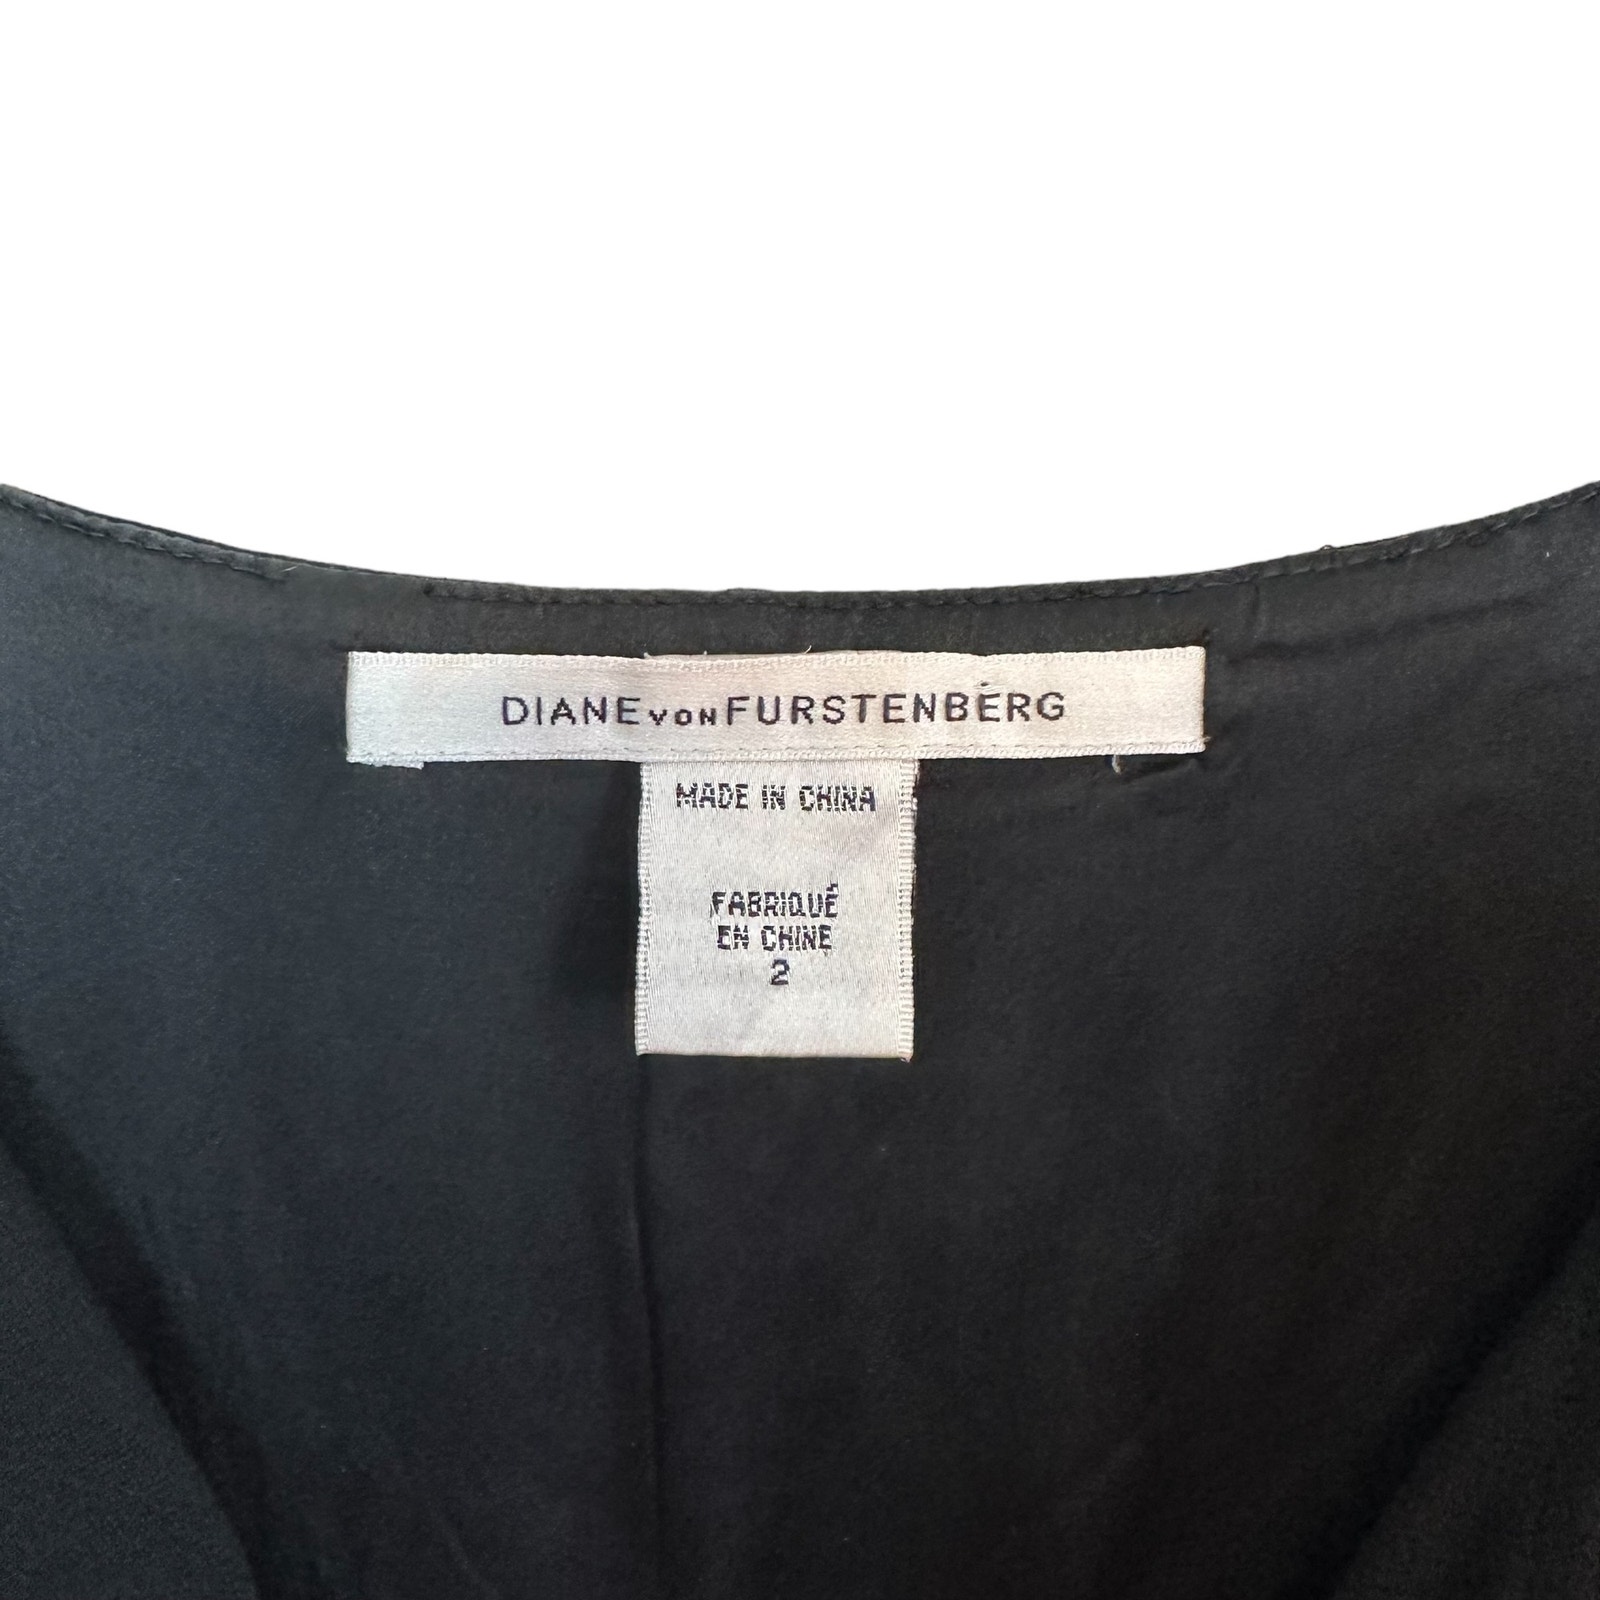 DIANE VON FURSTENBERG
MADE IN CHINA
FABRIQUÉ
EN CHINE
2